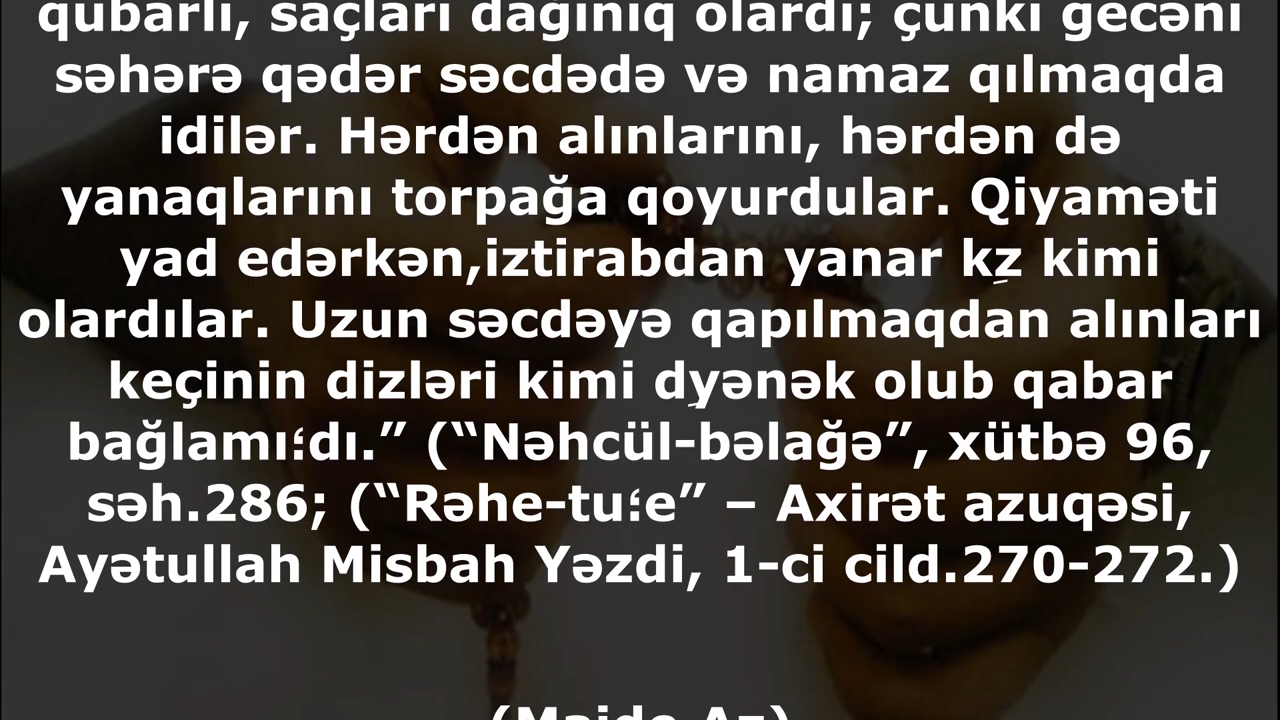 qubarlı, saçları dağınıq olardı; çünki gecəni
səhərə qədər səcdədə və namaz qılmaqda
idilər. Hərdən alınlarını, hərdən də
yanaqlarını torpağa qoyurdular. Qiyaməti
yad edərkən,iztirabdan yanar kِz kimi
olardılar. Uzun səcdəyə qapılmaqdan alınları
keçinin dizləri kimi dِyənək olub qabar
bağlamı؛dı.” (“Nəhcül-bəlağə”, xütbə 96,
səh.286; (“Rəhe-tu؛e” – Axirət azuqəsi,
Ayətullah Misbah Yəzdi, 1-ci cild.270-272.)